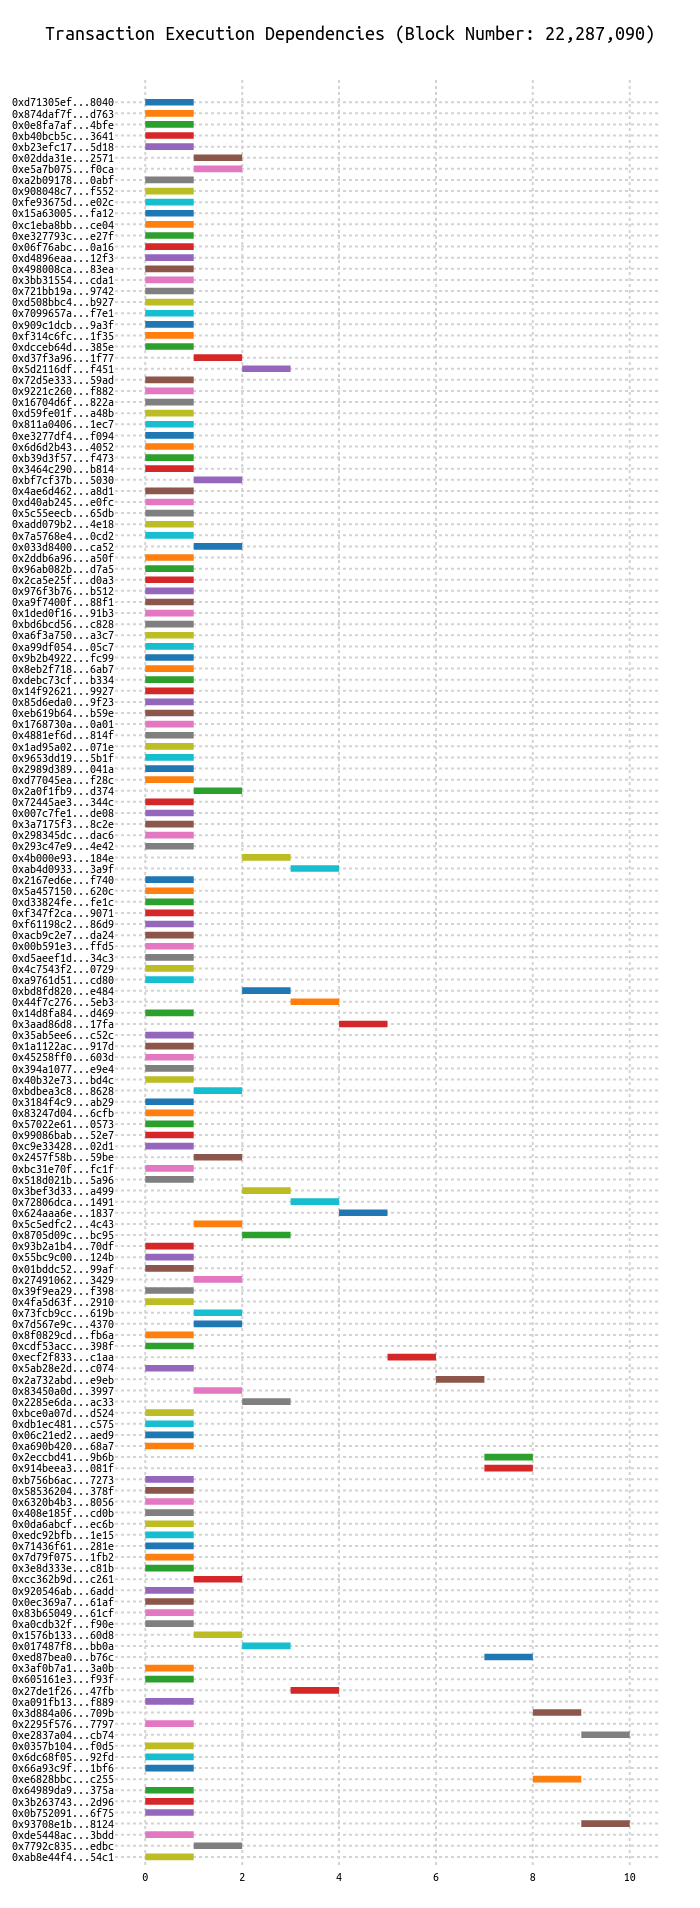 Transaction Execution Dependencies (Block Number: 22,287,090)
0xd71305ef...8040
0x874daf7f...d763
0x0e8fa7af...4bfe
0xb40bcb5c...3641
0xb23efc17...5d18
0x02dda31e...2571
0xe5a7b075...f0ca
0xa2b09178...0abf
0x908048c7...f552
0xfe93675d...e02c
0x15a63005...fa12
0xc1eba8bb...ce04
0xe327793c...e27f
0x06f76abc...0a16
0xd4896eaa...12f3
0x498008ca...83ea
0x3bb31554...cda1
0x721bb19a...9742
0xd508bbc4...b927
0x7099657a...f7e1
0x909c1dcb...9a3f
0xf314c6fc...1f35
0xdcceb64d...385e
0xd37f3a96...1f77
0x5d2116df...f451
0x72d5e333...59ad
0x9221c260...f882
0x16704d6f...822a
0xd59fe01f...a48b
0x811a0406...1ec7
0xe3277df4...f094
0x6d6d2b43...4052
0xb39d3f57...f473
0x3464c290...b814
0xbf7cf37b...5030
0x4ae6d462...a8d1
0xd40ab245...e0fc
0x5c55eecb...65db
0xadd079b2...4e18
0x7a5768e4...0cd2
0x033d8400...ca52
0x2ddb6a96...a50f
0x96ab082b...d7a5
0x2ca5e25f...d0a3
0x976f3b76...b512
0xa9f7400f...88f1
0x1ded0f16...91b3
0xbd6bcd56...c828
0xa6f3a750...a3c7
0xa99df054...05c7
0x9b2b4922...fc99
0x8eb2f718...6ab7
0xdebc73cf...b334
0x14f92621...9927
0x85d6eda0...9f23
0xeb619b64...b59e
0x1768730a...0a01
0x4881ef6d...814f
0x1ad95a02...071e
0x9653dd19...5b1f
0x2989d389...041a
0xd77045ea...f28c
0x2a0f1fb9...d374
0x72445ae3...344c
0x007c7fe1...de08
0x3a7175f3...8c2e
0x298345dc...dac6
0x293c47e9...4e42
0x4b000e93...184e
0xab4d0933...3a9f
0x2167ed6e...f740
0x5a457150...620c
0xd33824fe...fe1c
0xf347f2ca...9071
0xf61198c2...86d9
0xacb9c2e7...da24
0x00b591e3...ffd5
0xd5aeef1d...34c3
0x4c7543f2...0729
0xa9761d51...cd80
0xbd8fd820...e484
0x44f7c276...5eb3
0x14d8fa84...d469
0x3aad86d8...17fa
0x35ab5ee6...c52c
0x1a1122ac...917d
0x45258ff0...603d
0x394a1077...e9e4
0x40b32e73...bd4c
0xbdbea3c8...8628
0x3184f4c9...ab29
0x83247d04...6cfb
0x57022e61...0573
0x99086bab...52e7
0xc9e33428...02d1
0x2457f58b...59be
0xbc31e70f...fc1f
0x518d021b...5a96
0x3bef3d33...a499
0x72806dca...1491
0x624aaa6e...1837
0x5c5edfc2...4c43
0x8705d09c...bc95
0x93b2a1b4...70df
0x55bc9c00...124b
0x01bddc52...99af
0x27491062...3429
0x39f9ea29...f398
0x4fa5d63f...2910
0x73fcb9cc...619b
0x7d567e9c...4370
0x8f0829cd...fb6a
0xcdf53acc...398f
0xecf2f833...c1aa
0x5ab28e2d...c074
0x2a732abd...e9eb
0x83450a0d...3997
0x2285e6da...ac33
0xbce0a07d...d524
0xdb1ec481...c575
0x06c21ed2...aed9
0xa690b420...68a7
0x2eccbd41...9b6b
0x914beea3...081f
0xb756b6ac...7273
0x58536204...378f
0x6320b4b3...8056
0x408e185f...cd0b
0x0da6abcf...ec6b
0xedc92bfb...1e15
0x71436f61...281e
0x7d79f075...1fb2
0x3e8d333e...c81b
0xcc362b9d...c261
0x920546ab...6add
0x0ec369a7...61af
0x83b65049...61cf
0xa0cdb32f...f90e
0x1576b133...60d8
0x017487f8...bb0a
0xed87bea0...b76c
0x3af0b7a1...3a0b
0x605161e3...f93f
0x27de1f26...47fb
0xa091fb13...f889
0x3d884a06...709b
0x2295f576...7797
0xe2837a04...cb74
0x0357b104...f0d5
0x6dc68f05...92fd
0x66a93c9f...1bf6
0xe6828bbc...c255
0x64989da9...375a
0x3b263743...2d96
0x0b752091...6f75
0x93708e1b...8124
0xde5448ac...3bdd
0x7792c835...edbc
0xab8e44f4...54c1
0 2 4 6 8 10